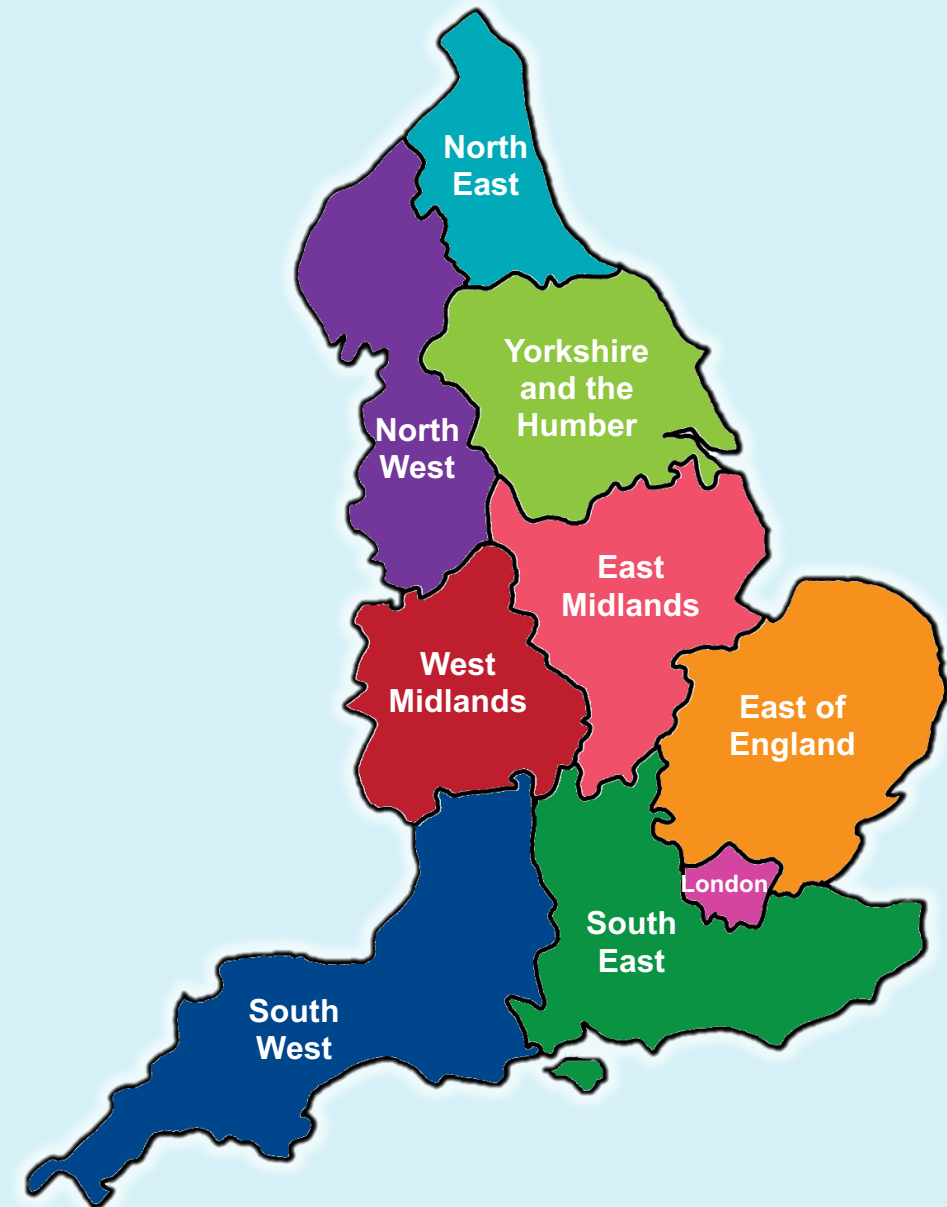 North
East
Yorkshire
and the
Humber
North
West
East
Midlands
West
Midlands
East of
England
London
South
East
South
West